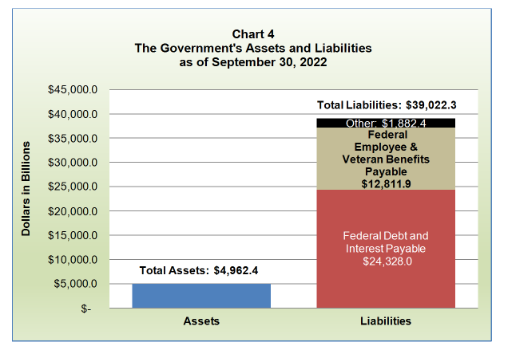 Chart 4
The Government's Assets and Liabilities
as of September 30, 2022
Dollars in Billions
$45,000.0
$40,000.0
$35,000.0
$30,000.0
$25,000.0
$20,000.0
$15,000.0
$10,000.0
$5,000.0
$-
Total Assets: $4,962.4
Total Liabilities: $39,022.3
Other: $1,882.4
Federal
Employee &
Veteran Benefits
Payable
$12,811.9
Federal Debt and
Interest Payable
$24,328.0
Assets
Liabilities